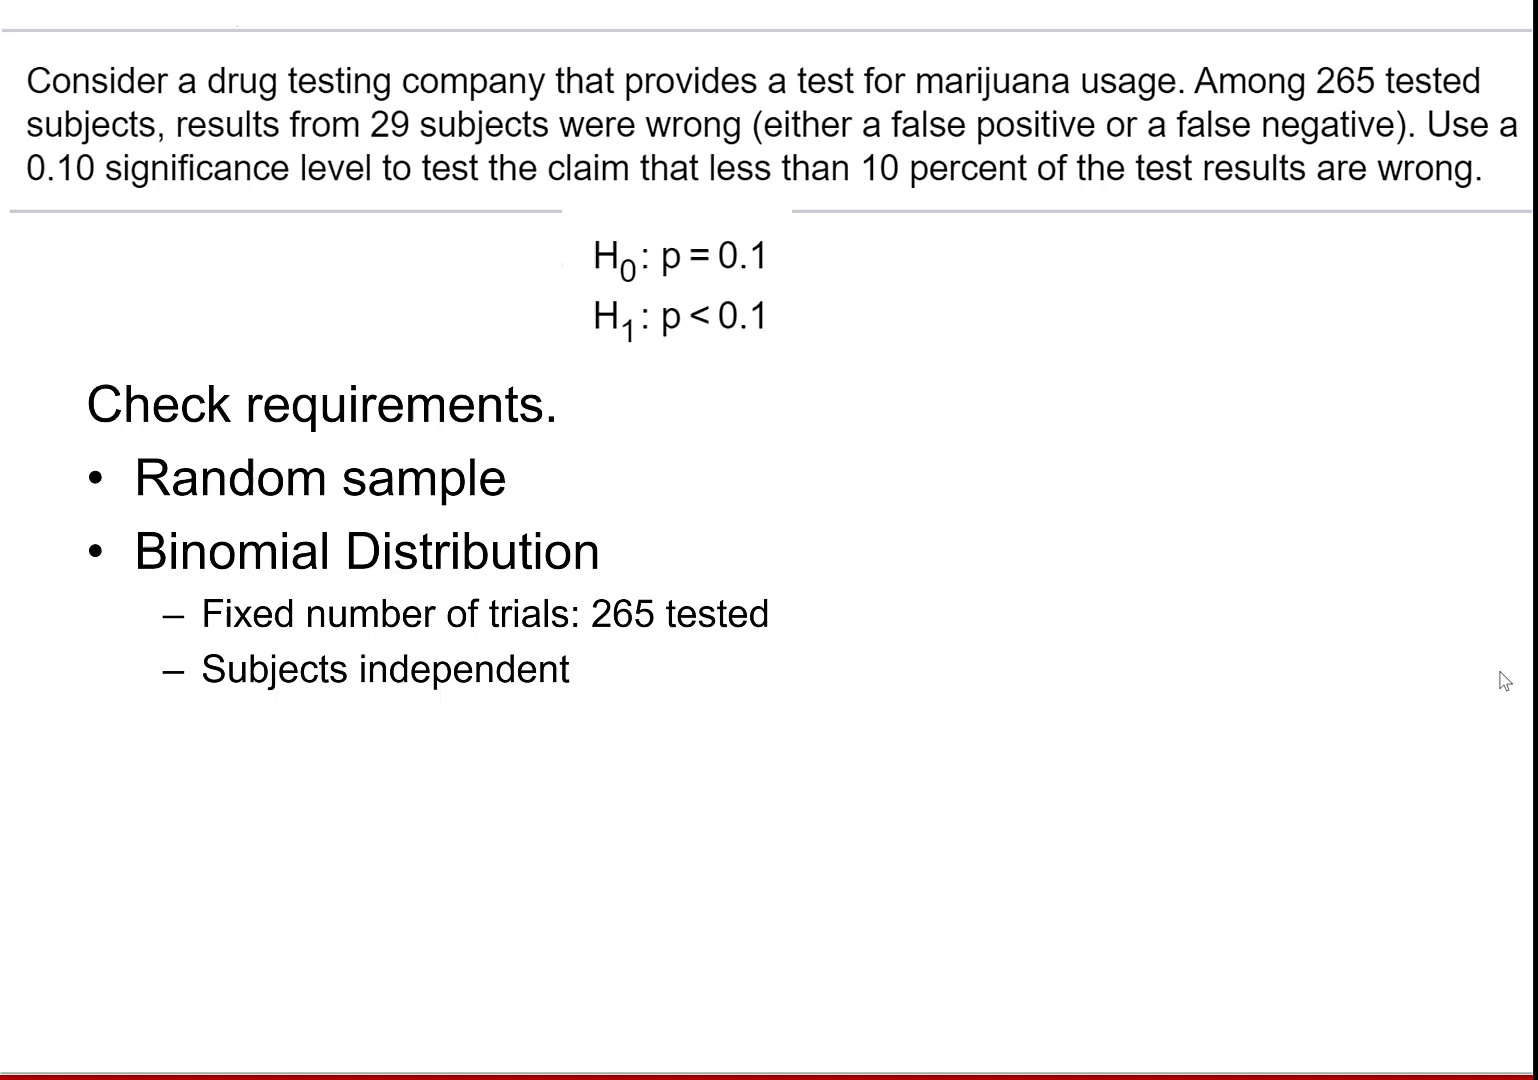 Consider a drug testing company that provides a test for marijuana usage. Among 265 tested
subjects, results from 29 subjects were wrong (either a false positive or a false negative). Use a
0.10 significance level to test the claim that less than 10 percent of the test results are wrong.
H₀: p = 0.1
H₁: p < 0.1
Check requirements.
• Random sample
• Binomial Distribution
– Fixed number of trials: 265 tested
– Subjects independent